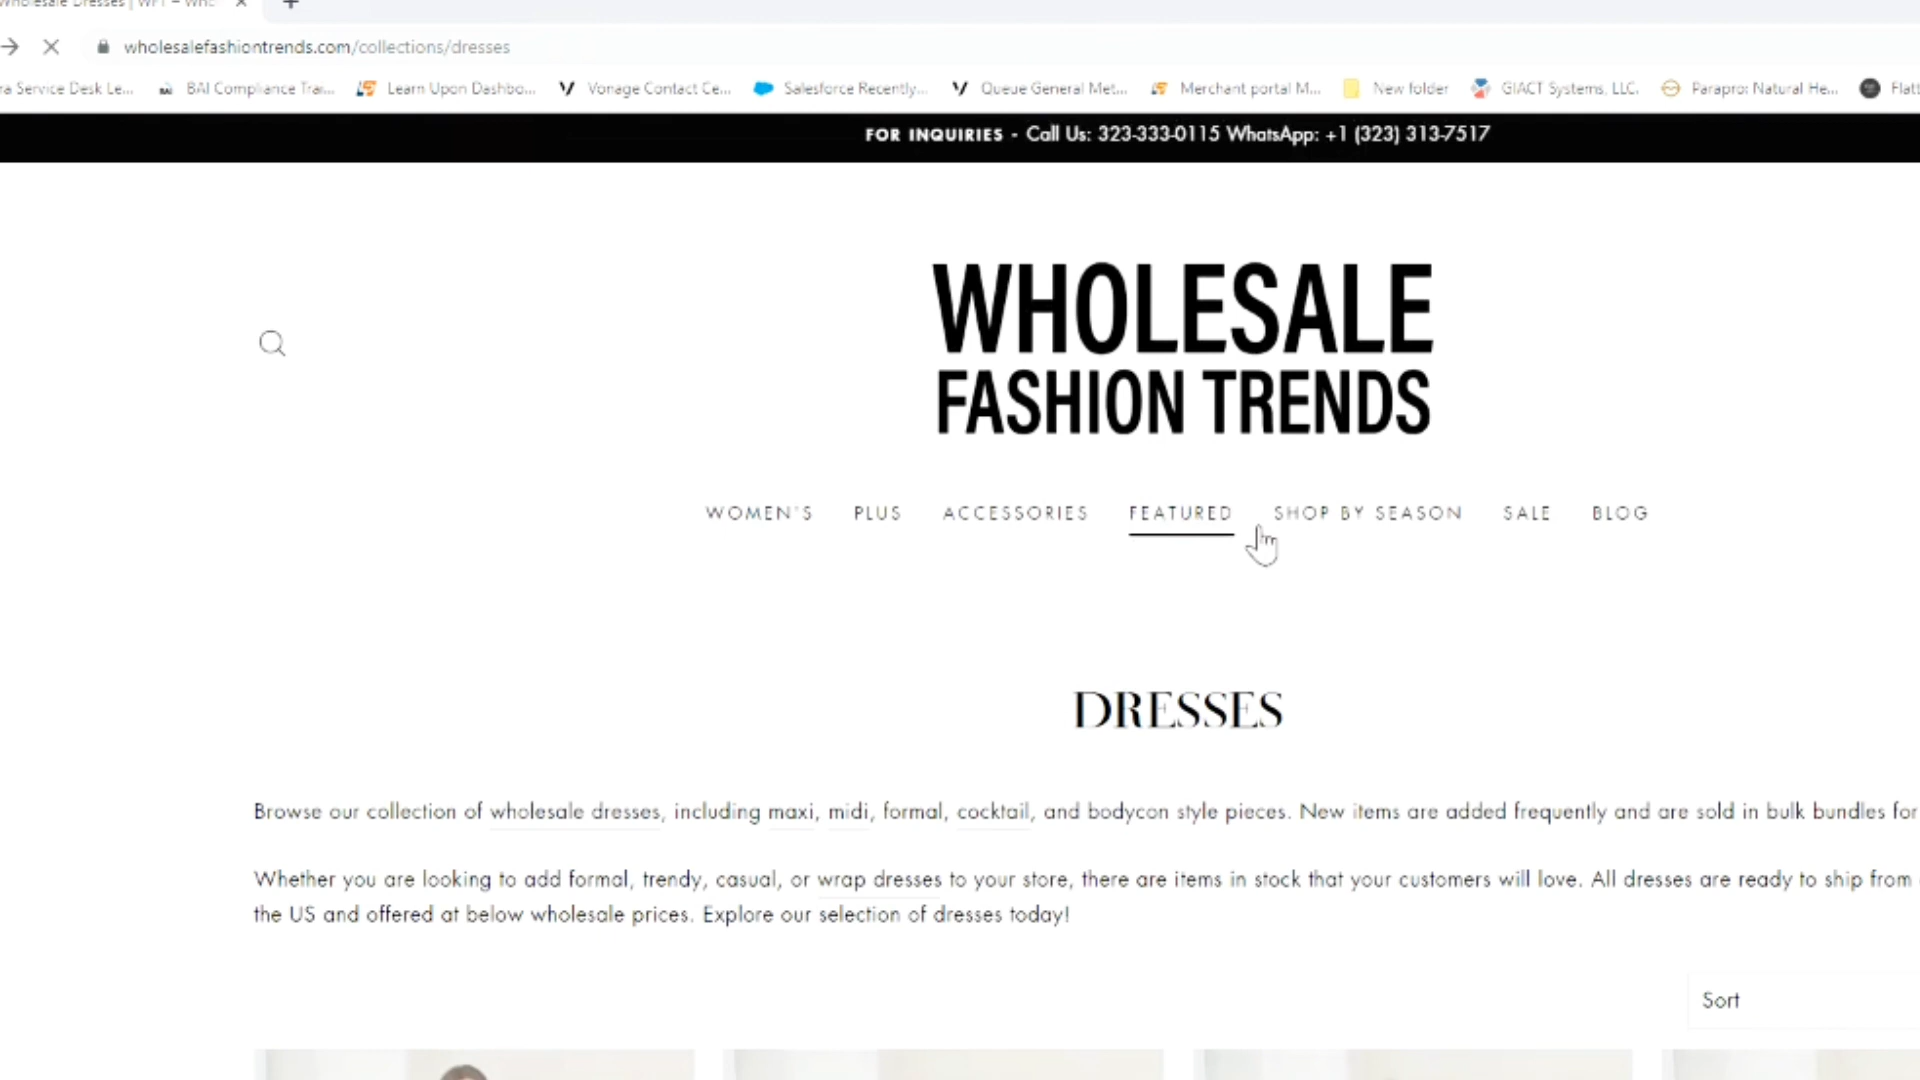 Wholesale Dresses | WFT – Who
wholesalefashiontrends.com/collections/dresses
ra Service Desk Le... BAI Compliance Trai... Learn Upon Dashbo... Vonage Contact Ce... Salesforce Recently... Queue General Met... Merchant portal M... New folder GIACT Systems, LLC. Parapro: Natural He... Flatt
FOR INQUIRIES - Call Us: 323-333-0115 WhatsApp: +1 (323) 313-7517
WHOLESALE
FASHION TRENDS
WOMEN'S PLUS ACCESSORIES FEATURED SHOP BY SEASON SALE BLOG
DRESSES
Browse our collection of wholesale dresses, including maxi, midi, formal, cocktail, and bodycon style pieces. New items are added frequently and are sold in bulk bundles for
Whether you are looking to add formal, trendy, casual, or wrap dresses to your store, there are items in stock that your customers will love. All dresses are ready to ship from
the US and offered at below wholesale prices. Explore our selection of dresses today!
Sort